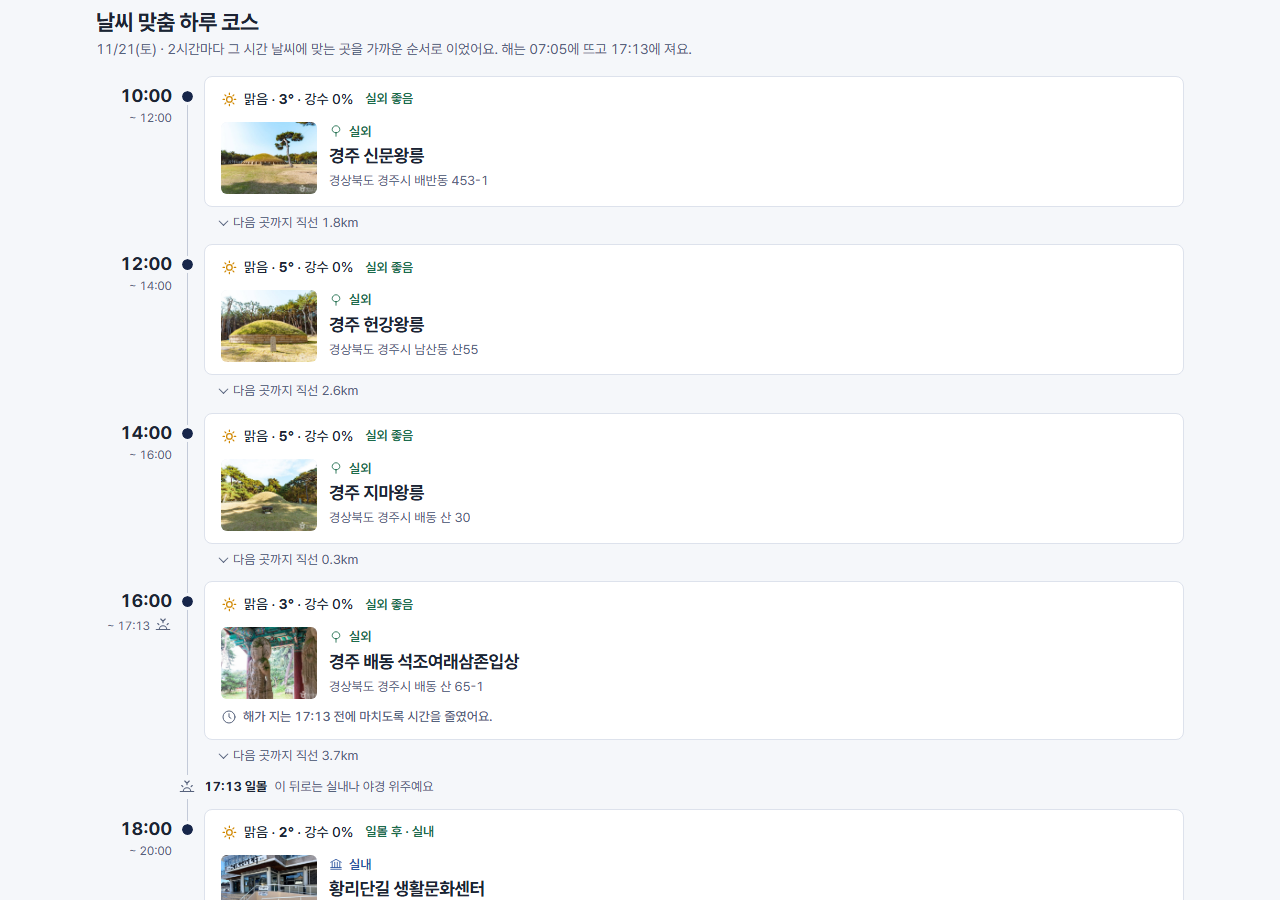 날씨 맞춤 하루 코스
11/21(토) · 2시간마다 그 시간 날씨에 맞는 곳을 가까운 순서로 이었어요. 해는 07:05에 뜨고 17:13에 져요.
10:00
~ 12:00
맑음 · 3° · 강수 0% 실외 좋음
실외
경주 신문왕릉
경상북도 경주시 배반동 453-1
다음 곳까지 직선 1.8km
12:00
~ 14:00
맑음 · 5° · 강수 0% 실외 좋음
실외
경주 헌강왕릉
경상북도 경주시 남산동 산55
다음 곳까지 직선 2.6km
14:00
~ 16:00
맑음 · 5° · 강수 0% 실외 좋음
실외
경주 지마왕릉
경상북도 경주시 배동 산 30
다음 곳까지 직선 0.3km
16:00
~ 17:13
맑음 · 3° · 강수 0% 실외 좋음
실외
경주 배동 석조여래삼존입상
경상북도 경주시 배동 산 65-1
해가 지는 17:13 전에 마치도록 시간을 줄였어요.
다음 곳까지 직선 3.7km
17:13 일몰 이 뒤로는 실내나 야경 위주예요
18:00
~ 20:00
맑음 · 2° · 강수 0% 일몰 후 · 실내
실내
황리단길 생활문화센터